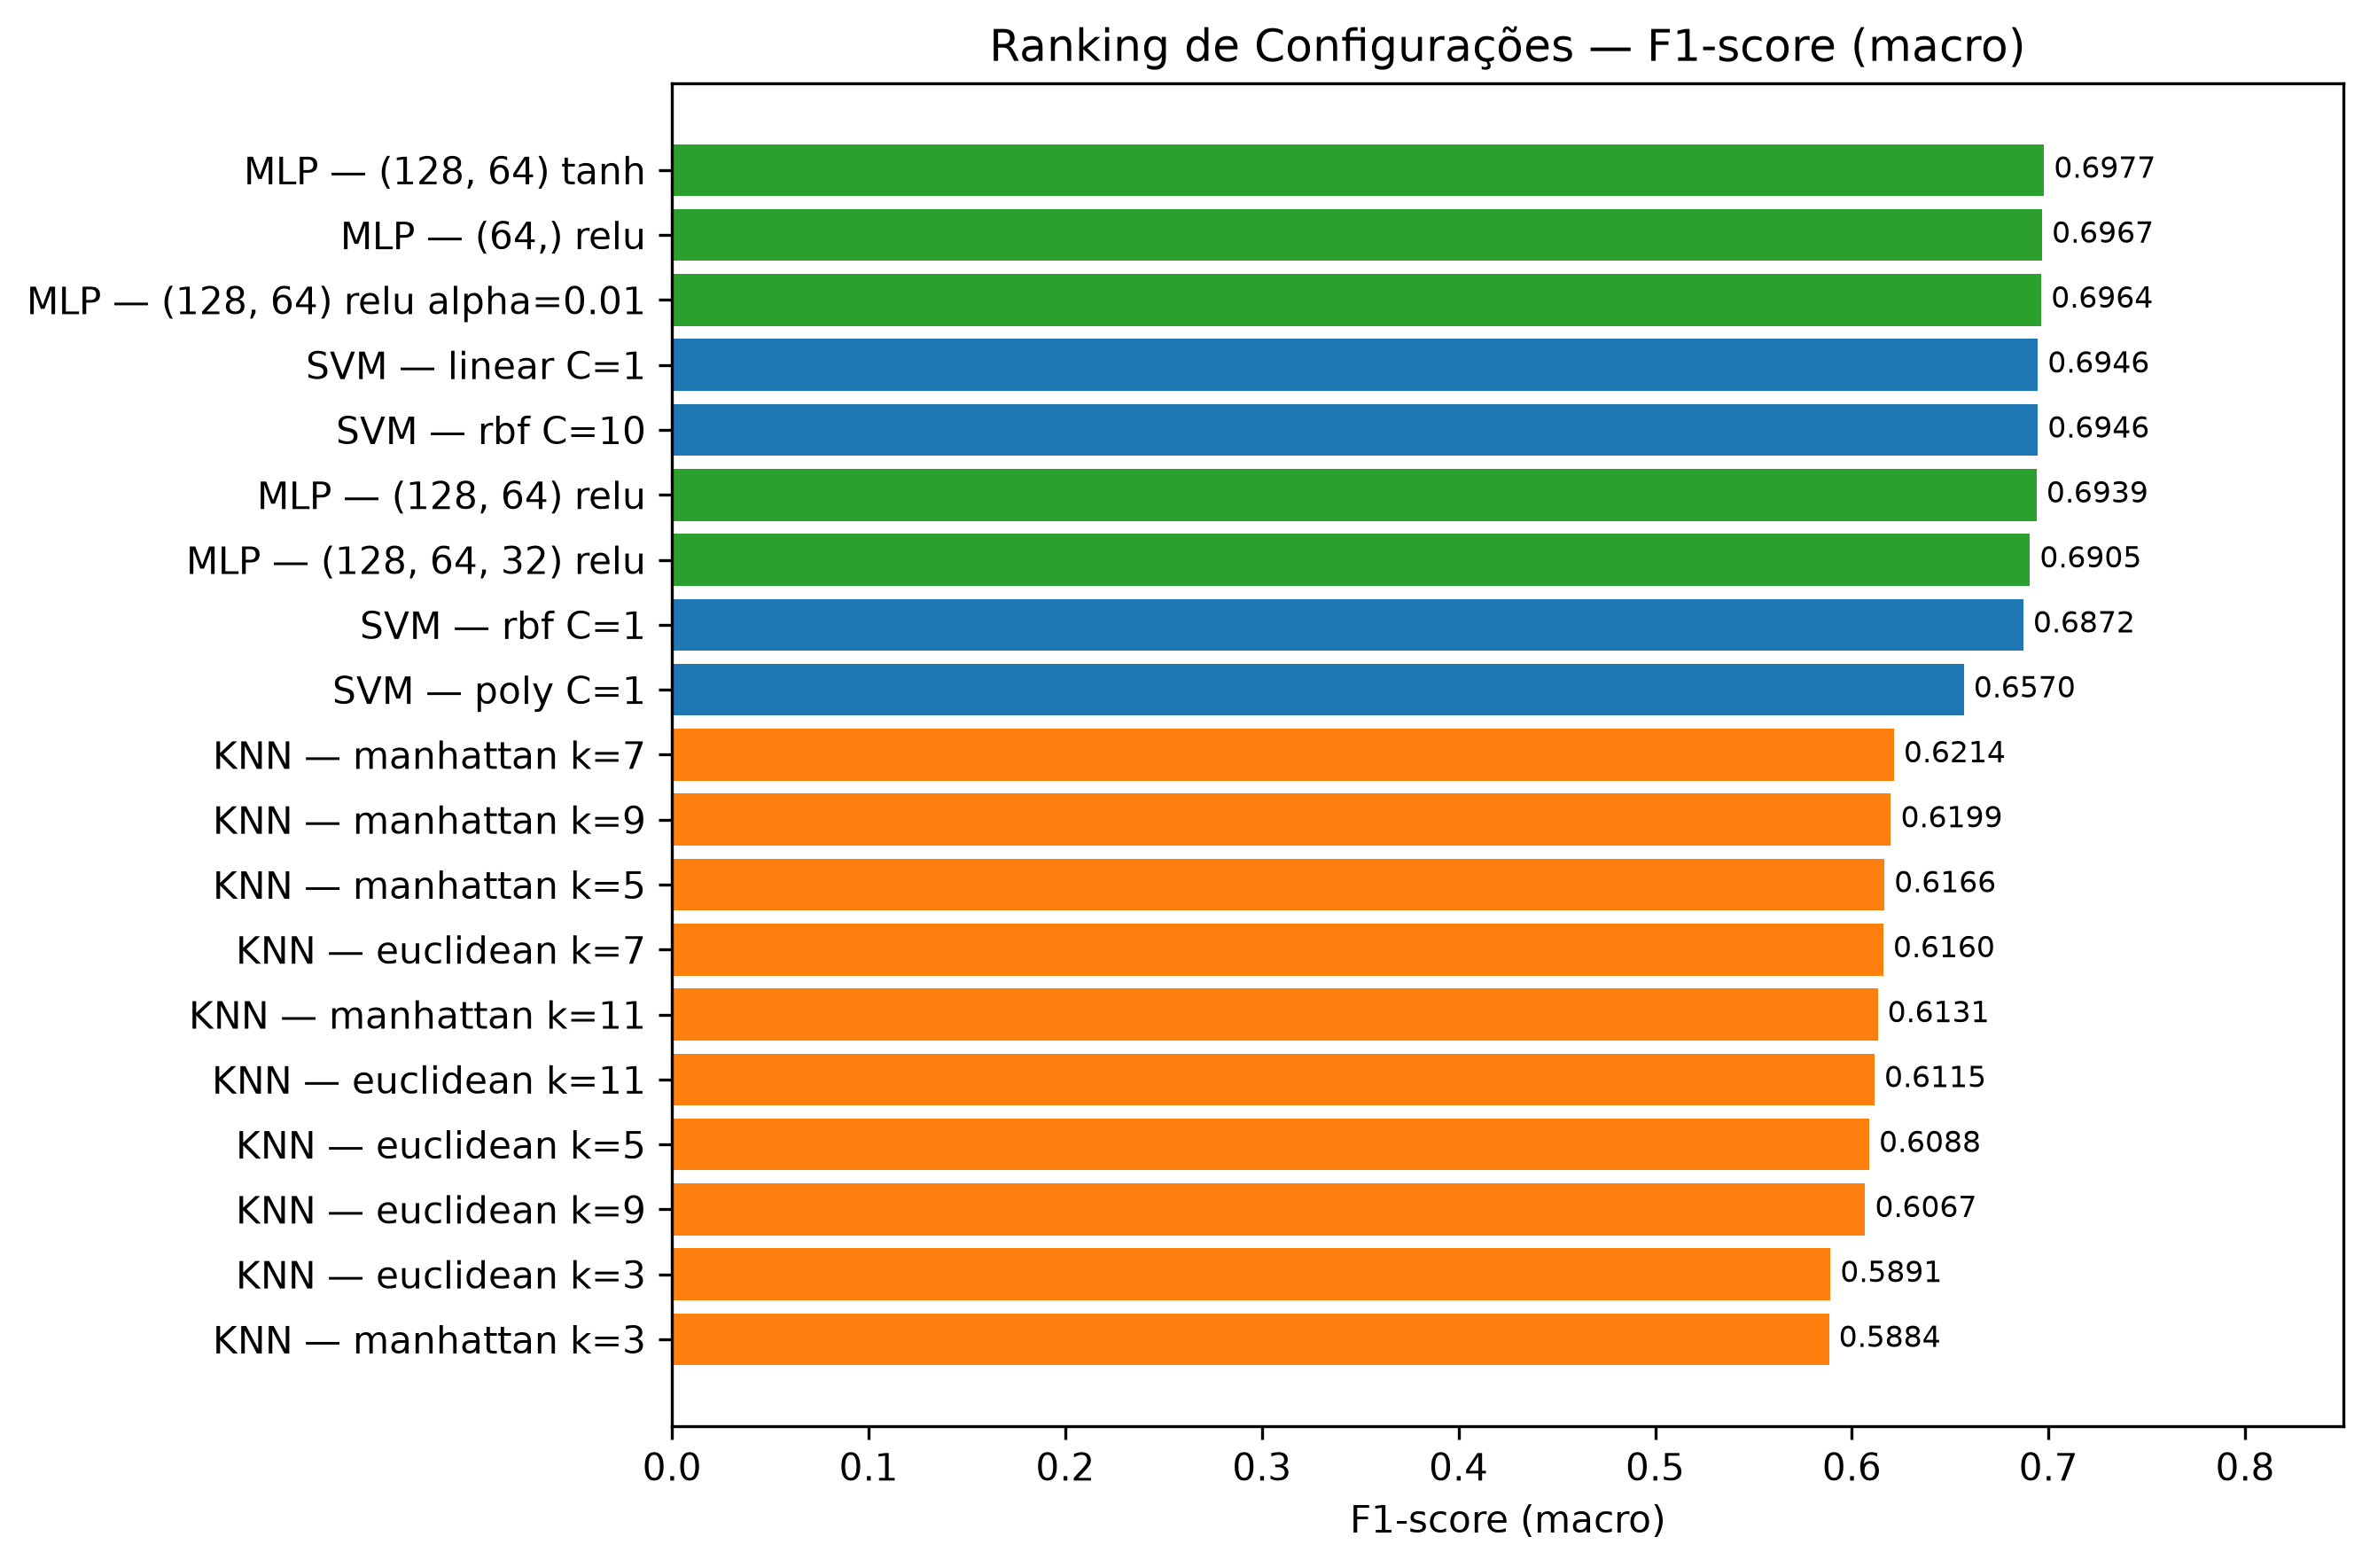 Ranking de Configurações — F1-score (macro)
MLP — (128, 64) tanh 0.6977
MLP — (64,) relu 0.6967
MLP — (128, 64) relu alpha=0.01 0.6964
SVM — linear C=1 0.6946
SVM — rbf C=10 0.6946
MLP — (128, 64) relu 0.6939
MLP — (128, 64, 32) relu 0.6905
SVM — rbf C=1 0.6872
SVM — poly C=1 0.6570
KNN — manhattan k=7 0.6214
KNN — manhattan k=9 0.6199
KNN — manhattan k=5 0.6166
KNN — euclidean k=7 0.6160
KNN — manhattan k=11 0.6131
KNN — euclidean k=11 0.6115
KNN — euclidean k=5 0.6088
KNN — euclidean k=9 0.6067
KNN — euclidean k=3 0.5891
KNN — manhattan k=3 0.5884
0.0 0.1 0.2 0.3 0.4 0.5 0.6 0.7 0.8
F1-score (macro)